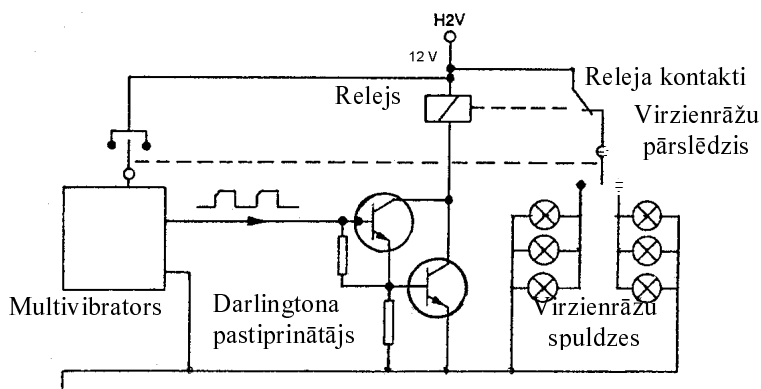 H2V
12 V
Releja kontakti
Relejs
Virzienrāžu
pārslēdzis
Multivibrators
Darlingtona
pastiprinātājs
Virzienrāžu
spuldzes